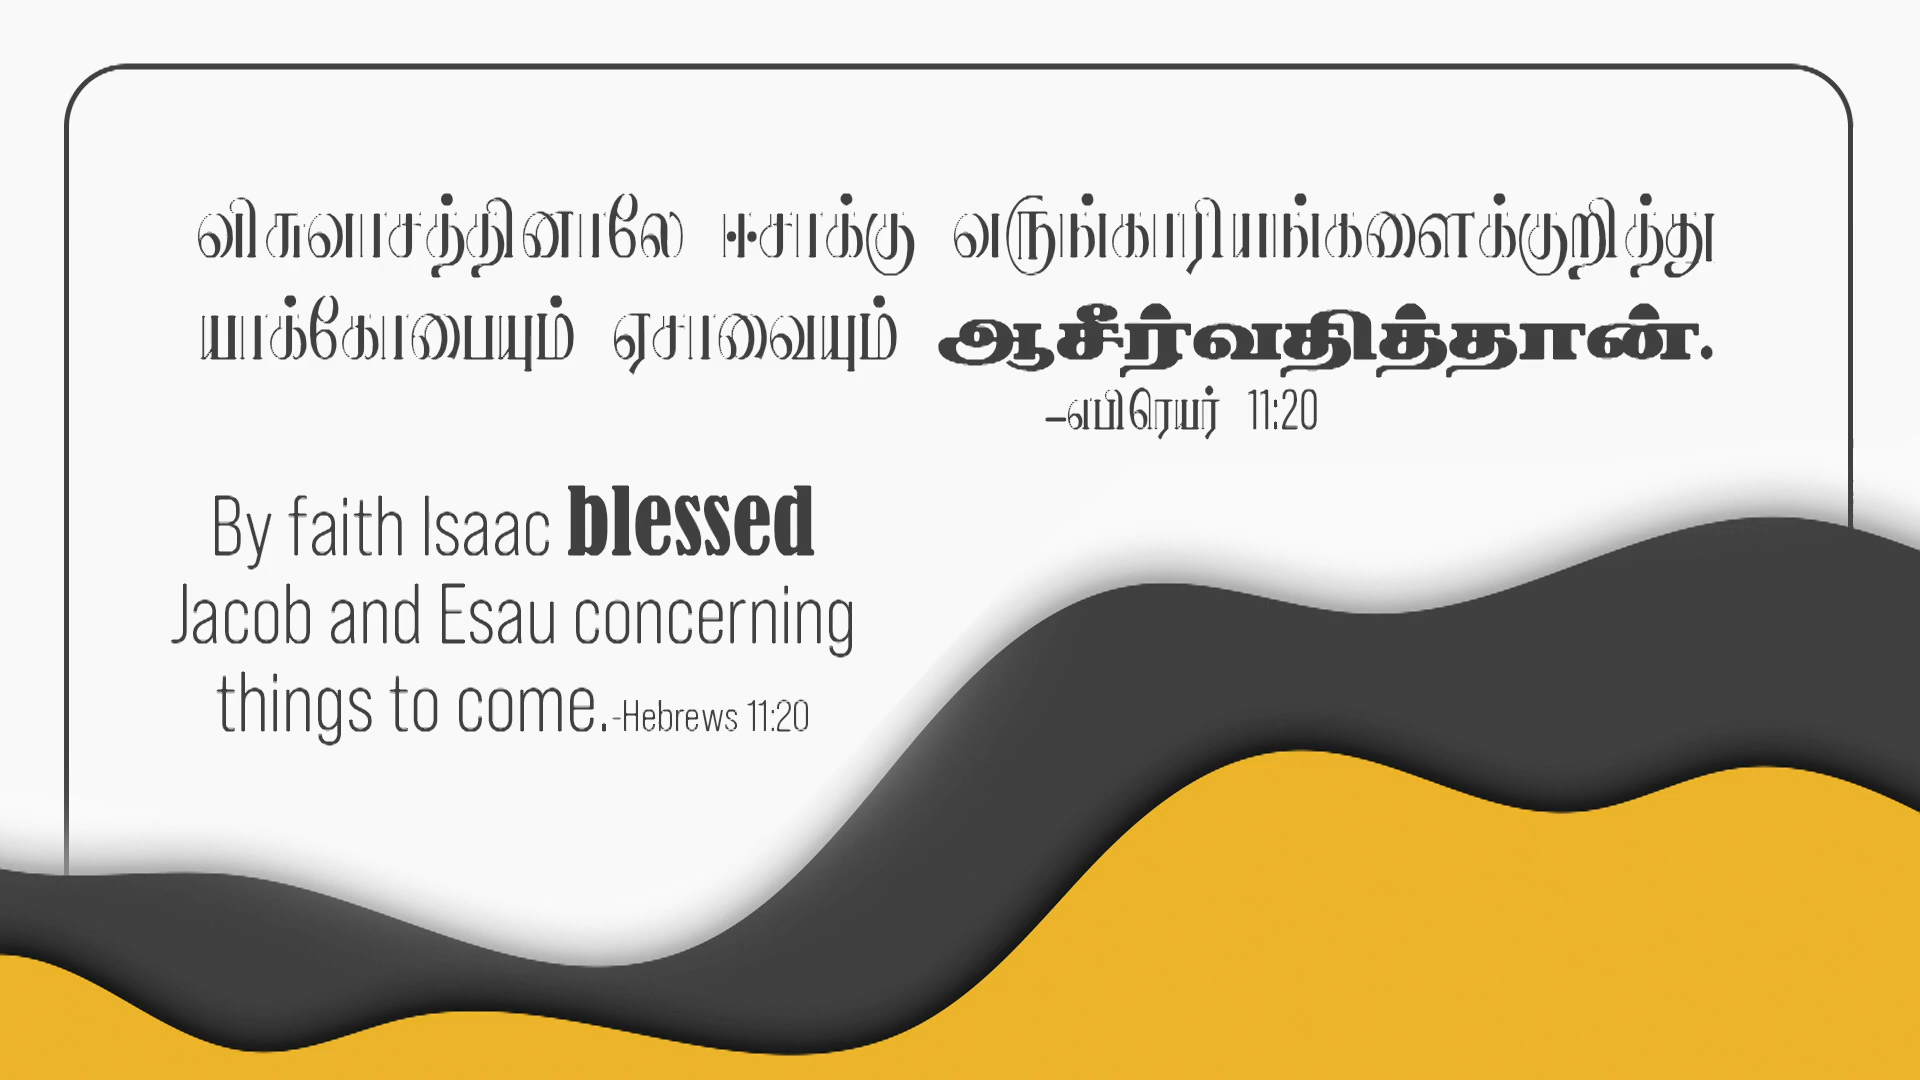 விசுவாசத்தினாலே ஈசாக்கு வருங்காரியங்களைக்குறித்து
யாக்கோபையும் ஏசாவையும் ஆசீர்வதித்தான்.
-எபிரெயர் 11:20
By faith Isaac blessed
Jacob and Esau concerning
things to come.-Hebrews 11:20